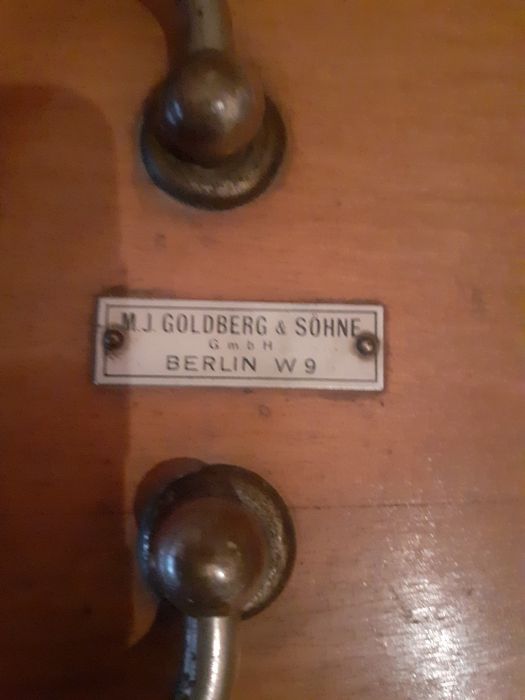 M.J. GOLDBERG & SÖHNE
G m b H
BERLIN W 9